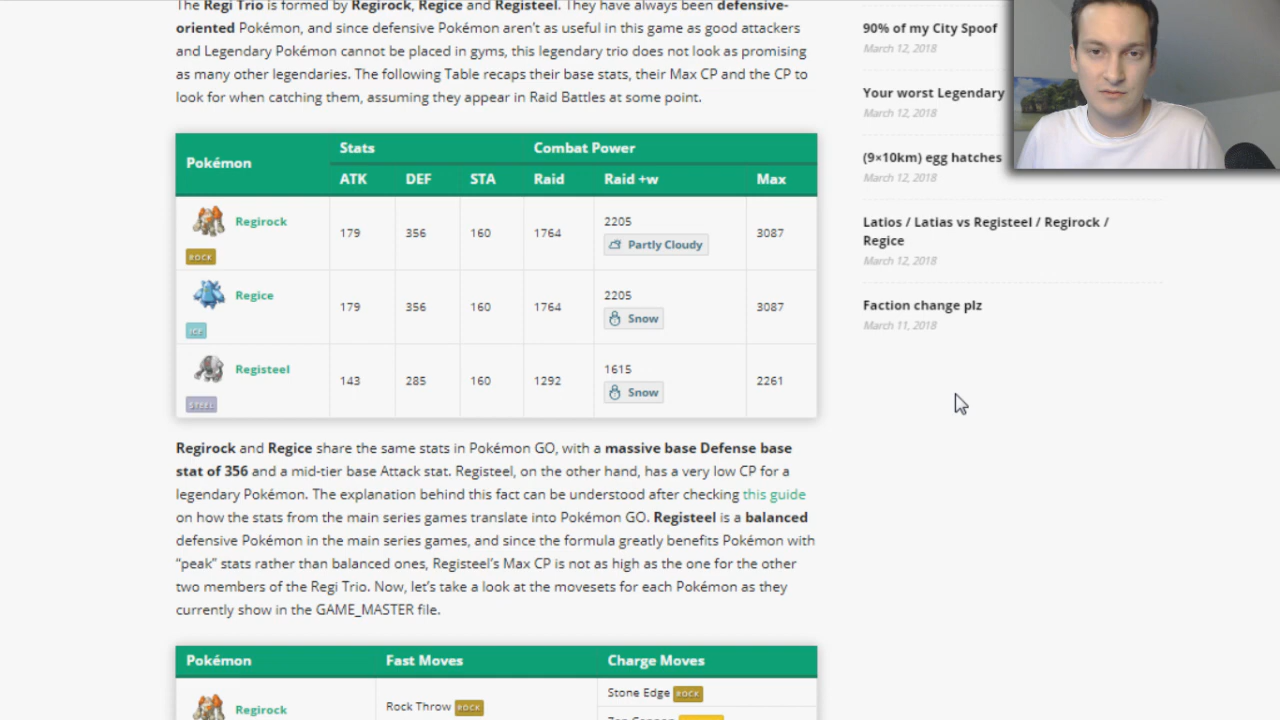 The Regi Trio is formed by Regirock, Regice and Registeel. They have always been defensive-
oriented Pokémon, and since defensive Pokémon aren't as useful in this game as good attackers
and Legendary Pokémon cannot be placed in gyms, this legendary trio does not look as promising
as many other legendaries. The following Table recaps their base stats, their Max CP and the CP to
look for when catching them, assuming they appear in Raid Battles at some point.
Pokémon Stats Combat Power
ATK DEF STA Raid Raid +w Max
Regirock 179 356 160 1764 2205 3087
Partly Cloudy
ROCK
Regice 179 356 160 1764 2205 3087
Snow
ICE
Registeel 143 285 160 1292 1615 2261
Snow
STEEL
Regirock and Regice share the same stats in Pokémon GO, with a massive base Defense base
stat of 356 and a mid-tier base Attack stat. Registeel, on the other hand, has a very low CP for a
legendary Pokémon. The explanation behind this fact can be understood after checking this guide
on how the stats from the main series games translate into Pokémon GO. Registeel is a balanced
defensive Pokémon in the main series games, and since the formula greatly benefits Pokémon with
“peak” stats rather than balanced ones, Registeel's Max CP is not as high as the one for the other
two members of the Regi Trio. Now, let's take a look at the movesets for each Pokémon as they
currently show in the GAME_MASTER file.
Pokémon Fast Moves Charge Moves
Regirock Rock Throw ROCK Stone Edge ROCK
90% of my City Spoof
March 12, 2018
Your worst Legendary
March 12, 2018
(9×10km) egg hatches
March 12, 2018
Latios / Latias vs Registeel / Regirock /
Regice
March 12, 2018
Faction change plz
March 11, 2018